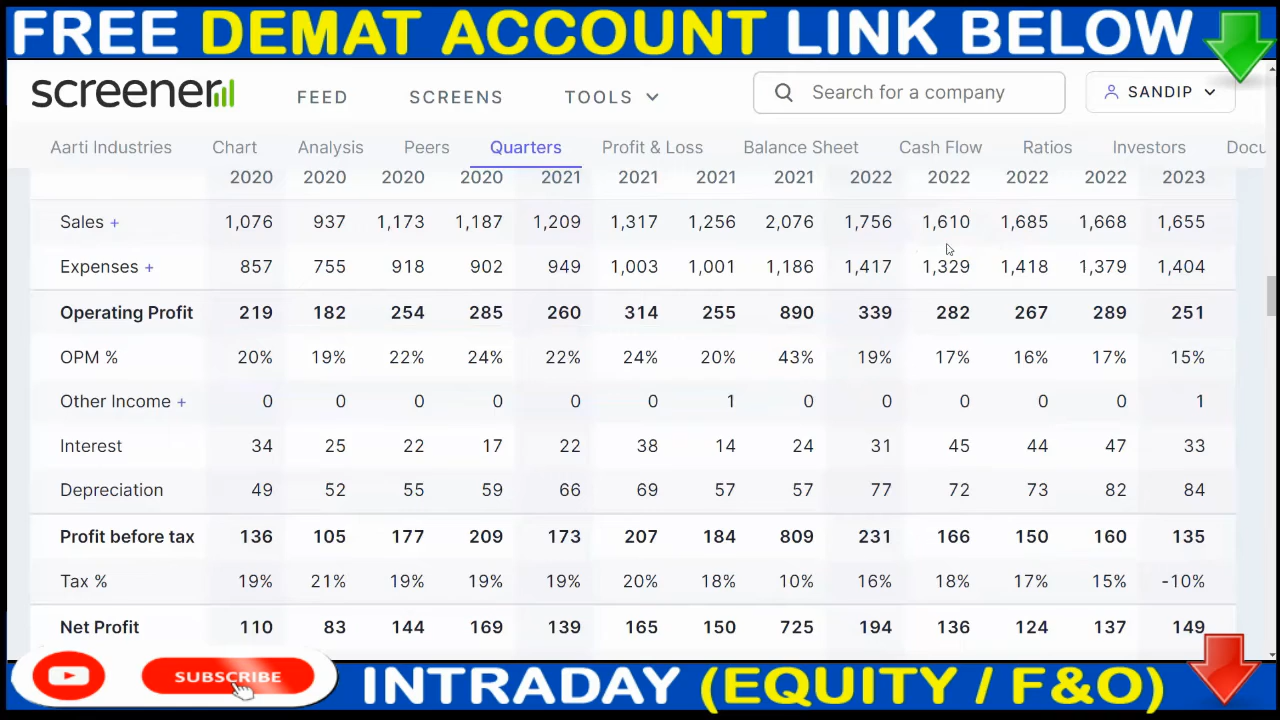 FREE DEMAT ACCOUNT LINK BELOW
screener
FEED SCREENS TOOLS Search for a company SANDIP
Aarti Industries Chart Analysis Peers Quarters Profit & Loss Balance Sheet Cash Flow Ratios Investors Docu
2020 2020 2020 2020 2021 2021 2021 2021 2022 2022 2022 2022 2023
Sales + 1,076 937 1,173 1,187 1,209 1,317 1,256 2,076 1,756 1,610 1,685 1,668 1,655
Expenses + 857 755 918 902 949 1,003 1,001 1,186 1,417 1,329 1,418 1,379 1,404
Operating Profit 219 182 254 285 260 314 255 890 339 282 267 289 251
OPM % 20% 19% 22% 24% 22% 24% 20% 43% 19% 17% 16% 17% 15%
Other Income + 0 0 0 0 0 0 1 0 0 0 0 0 1
Interest 34 25 22 17 22 38 14 24 31 45 44 47 33
Depreciation 49 52 55 59 66 69 57 57 77 72 73 82 84
Profit before tax 136 105 177 209 173 207 184 809 231 166 150 160 135
Tax % 19% 21% 19% 19% 19% 20% 18% 10% 16% 18% 17% 15% -10%
Net Profit 110 83 144 169 139 165 150 725 194 136 124 137 149
SUBSCRIBE
INTRADAY (EQUITY / F&O)